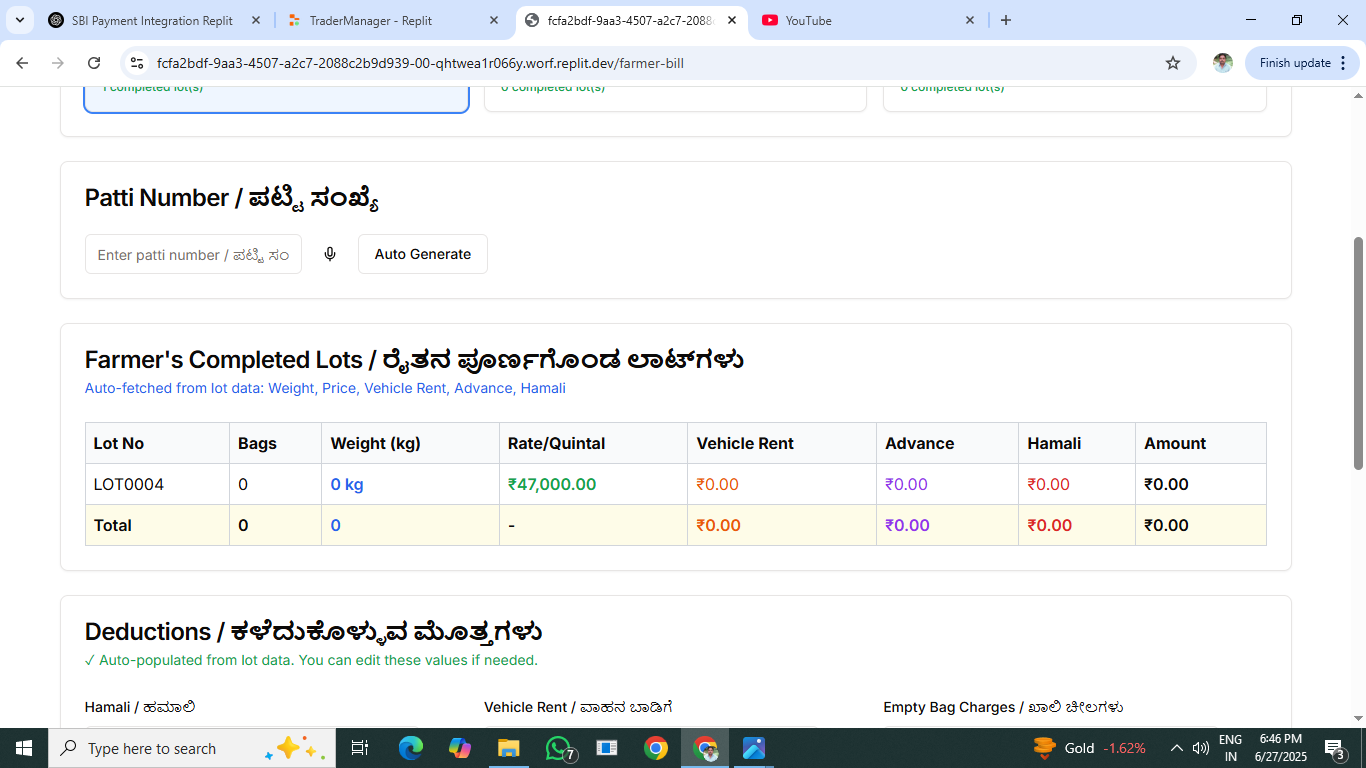 SBI Payment Integration Replit
TraderManager - Replit
fcfa2bdf-9aa3-4507-a2c7-2088
YouTube
fcfa2bdf-9aa3-4507-a2c7-2088c2b9d939-00-qhtwea1r066y.worf.replit.dev/farmer-bill
Finish update
1 completed lot(s)
0 completed lot(s)
0 completed lot(s)
Patti Number / ಪಟ್ಟಿ ಸಂಖ್ಯೆ
Enter patti number / ಪಟ್ಟಿ ಸಂ
Auto Generate
Farmer's Completed Lots / ರೈತನ ಪೂರ್ಣಗೊಂಡ ಲಾಟ್‌ಗಳು
Auto-fetched from lot data: Weight, Price, Vehicle Rent, Advance, Hamali
Lot No Bags Weight (kg) Rate/Quintal Vehicle Rent Advance Hamali Amount
LOT0004 0 0 kg ₹47,000.00 ₹0.00 ₹0.00 ₹0.00 ₹0.00
Total 0 0 - ₹0.00 ₹0.00 ₹0.00 ₹0.00
Deductions / ಕಳೆದುಕೊಳ್ಳುವ ಮೊತ್ತಗಳು
✓ Auto-populated from lot data. You can edit these values if needed.
Hamali / ಹಮಾಲಿ
Vehicle Rent / ವಾಹನ ಬಾಡಿಗೆ
Empty Bag Charges / ಖಾಲಿ ಚೀಲಗಳು
Type here to search
7
Gold -1.62%
ENG
IN
6:46 PM
6/27/2025
3